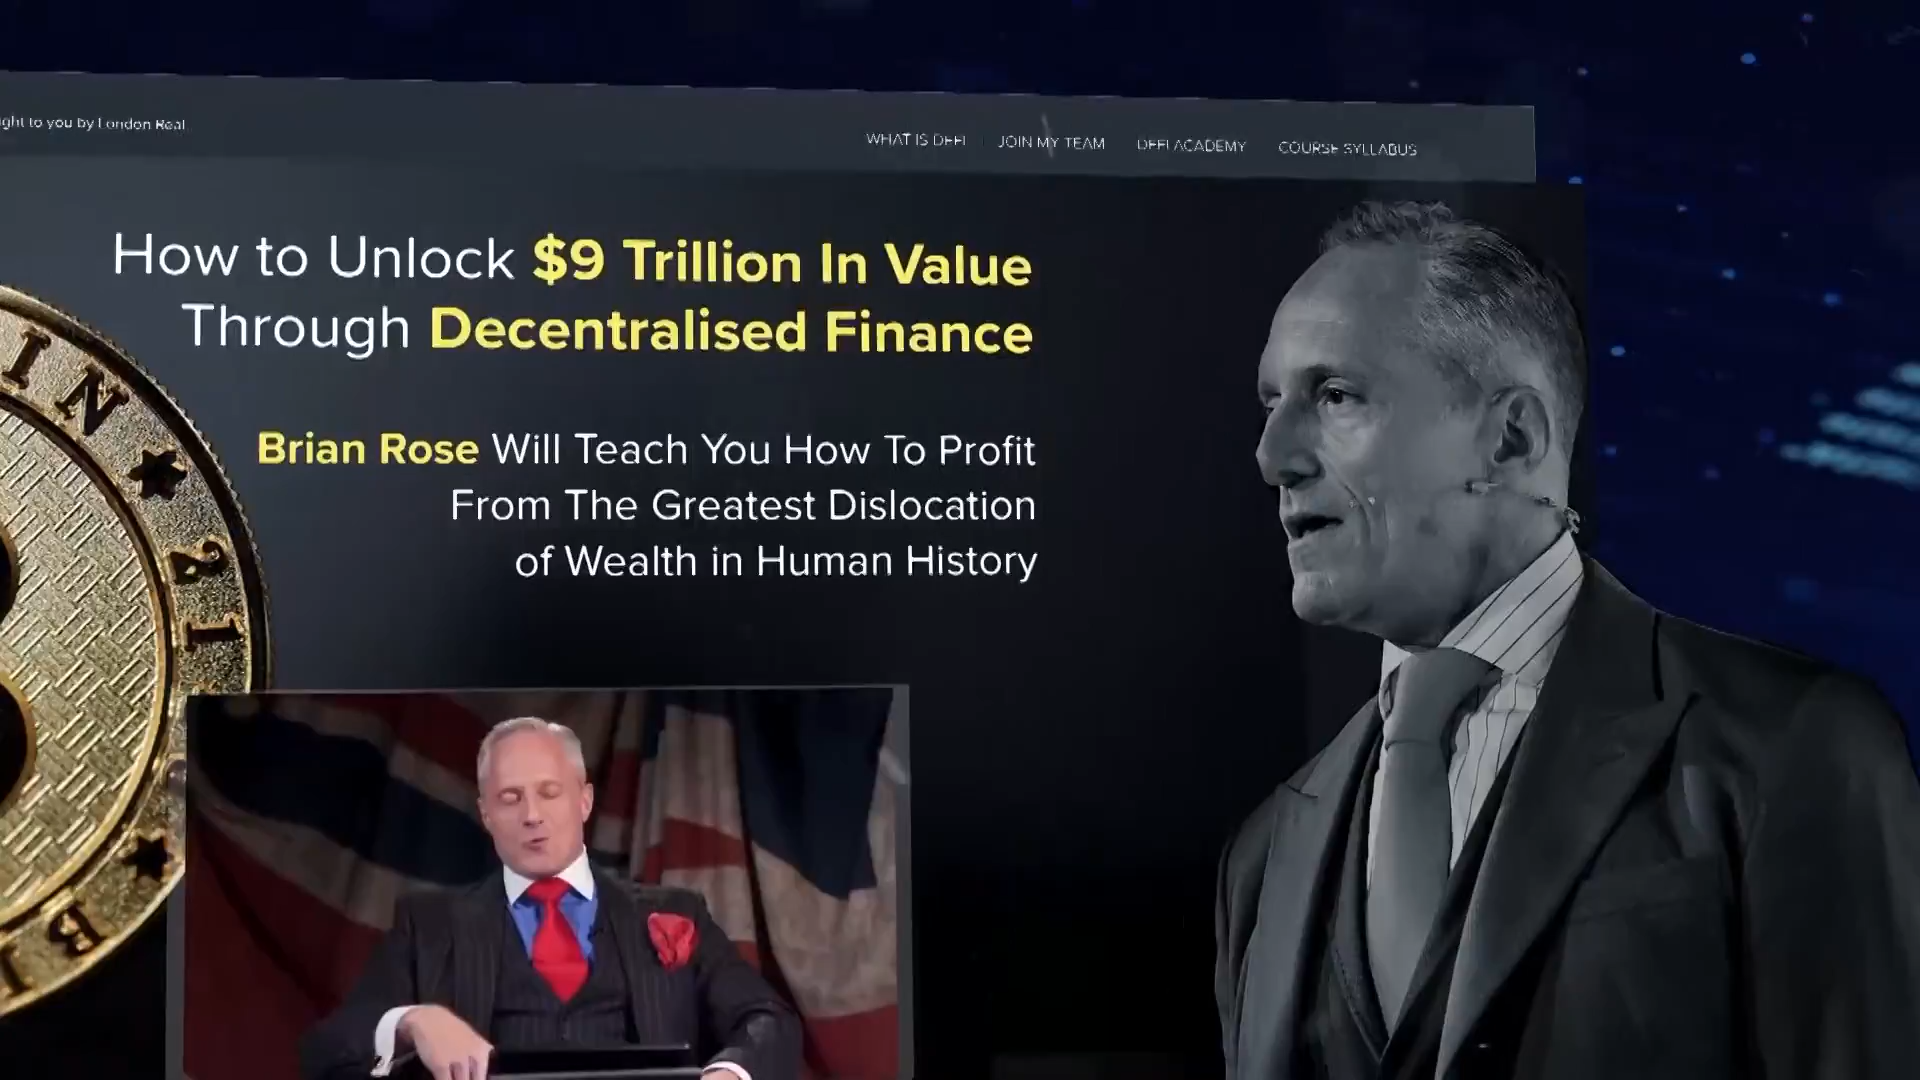 ght to you by London Real
WHAT IS DEFI
JOIN MY TEAM
DEFI ACADEMY
COURSE SYLLABUS
How to Unlock $9 Trillion In Value
Through Decentralised Finance
Brian Rose Will Teach You How To Profit
From The Greatest Dislocation
of Wealth in Human History